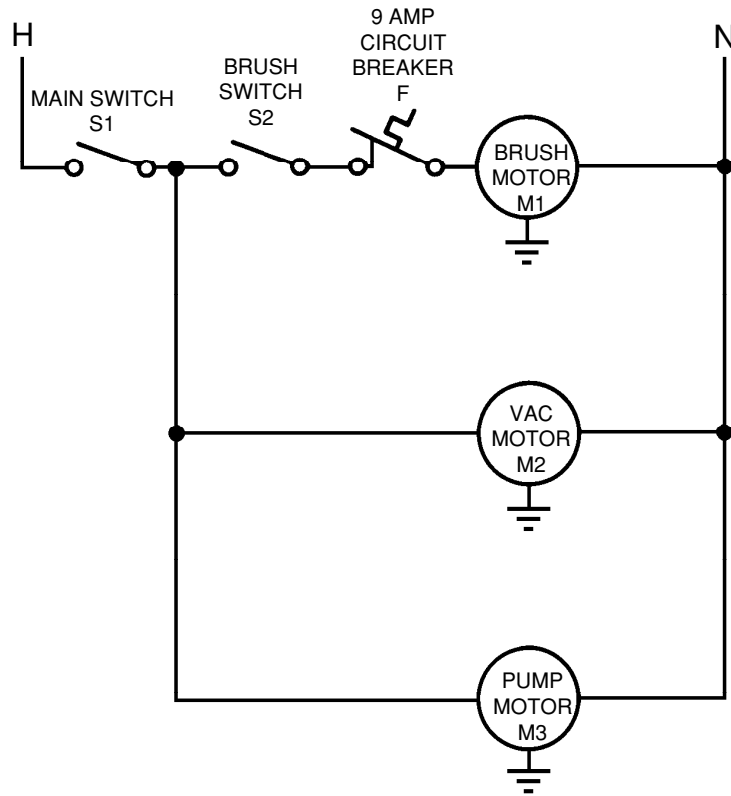 H
MAIN SWITCH
S1
BRUSH
SWITCH
S2
9 AMP
CIRCUIT
BREAKER
F
N
BRUSH
MOTOR
M1
VAC
MOTOR
M2
PUMP
MOTOR
M3